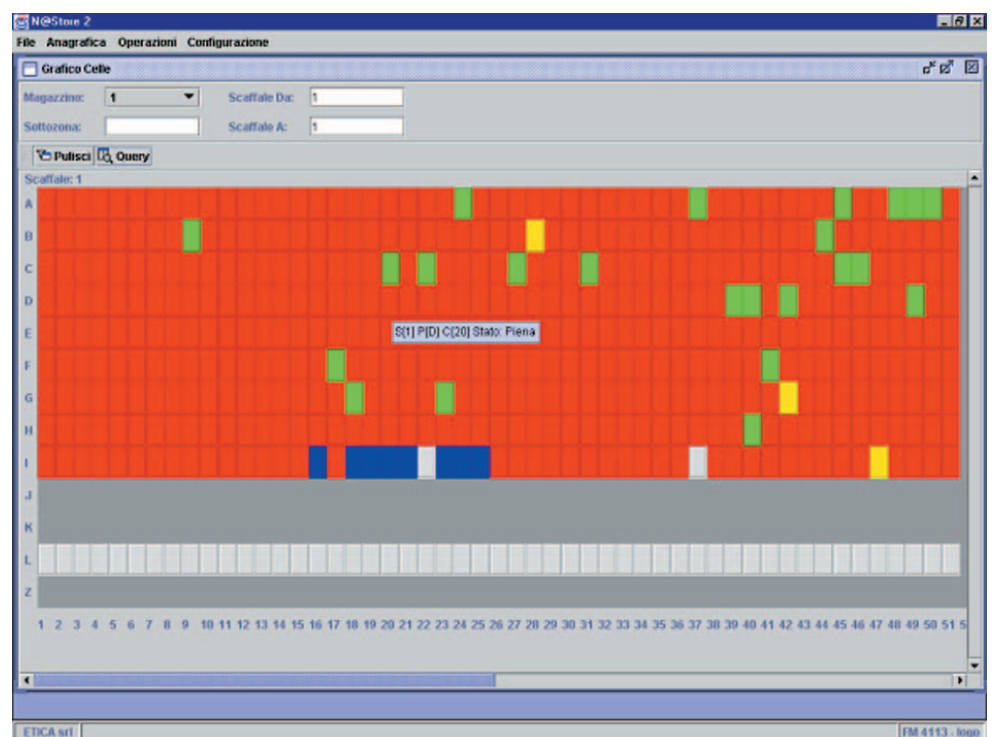 N@Store 2
File Anagrafica Operazioni Configurazione
Grafico Celle
Magazzino: 1 Scaffale Da: 1
Sottozona: Scaffale A: 1
Pulisci Query
Scaffale: 1
A
B
C
D
E S[1] P[D] C[20] Stato: Piena
F
G
H
I
J
K
L
Z
1 2 3 4 5 6 7 8 9 10 11 12 13 14 15 16 17 18 19 20 21 22 23 24 25 26 27 28 29 30 31 32 33 34 35 36 37 38 39 40 41 42 43 44 45 46 47 48 49 50 51 5
ETICA srl FM 4113 - logo